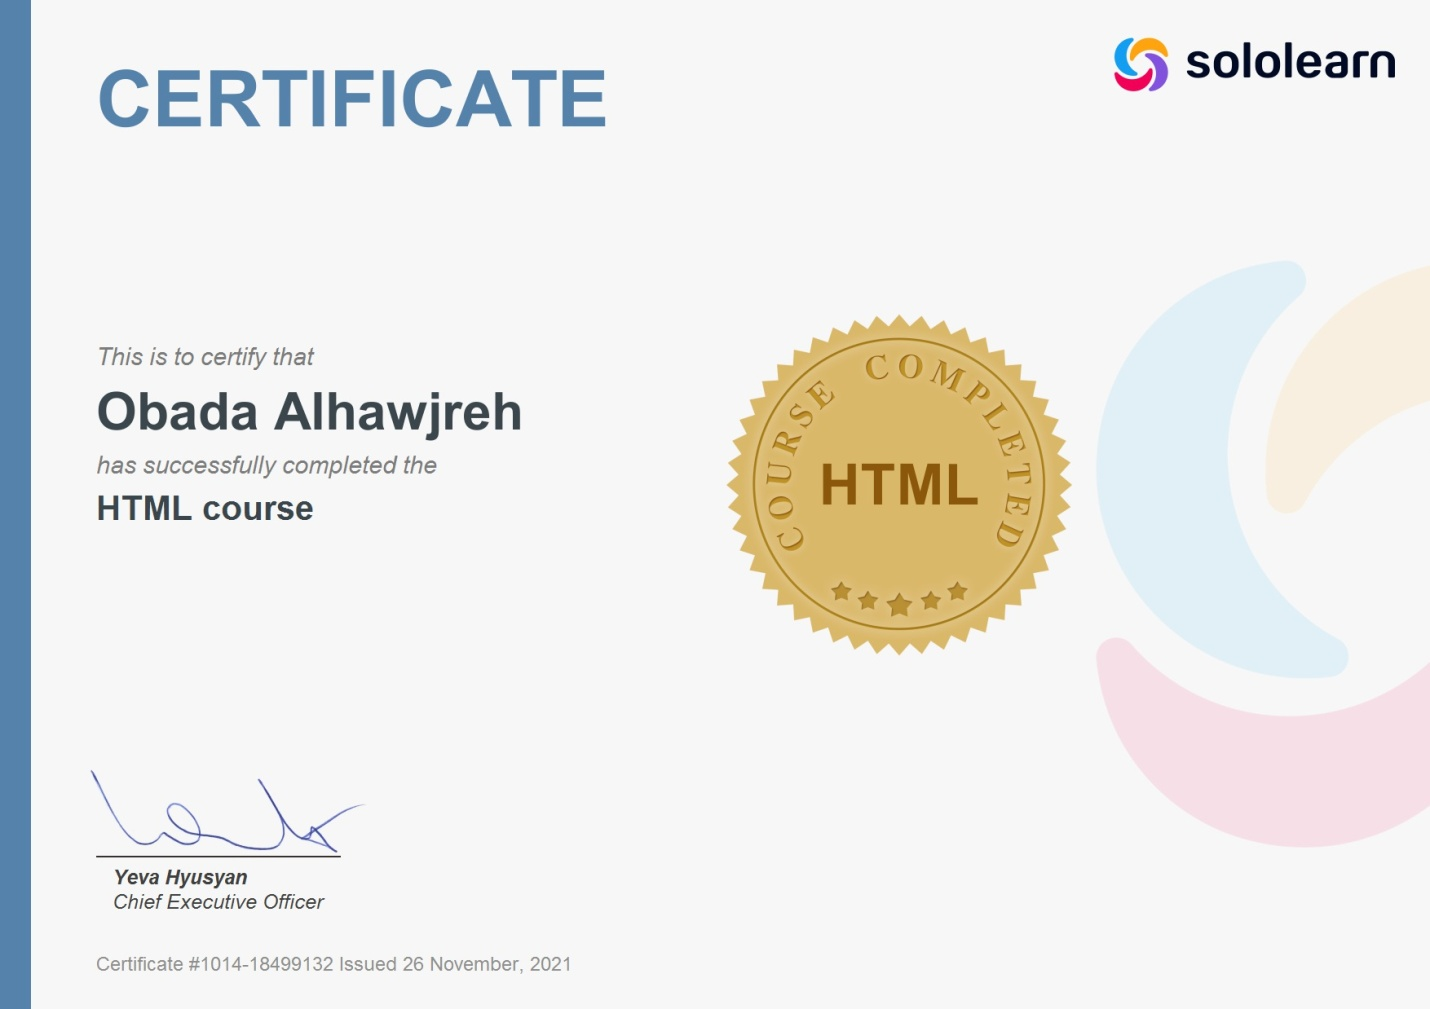 CERTIFICATE
sololearn
This is to certify that
Obada Alhawjreh
has successfully completed the
HTML course
COURSE COMPLETED
HTML
Yeva Hyusyan
Chief Executive Officer
Certificate #1014-18499132 Issued 26 November, 2021